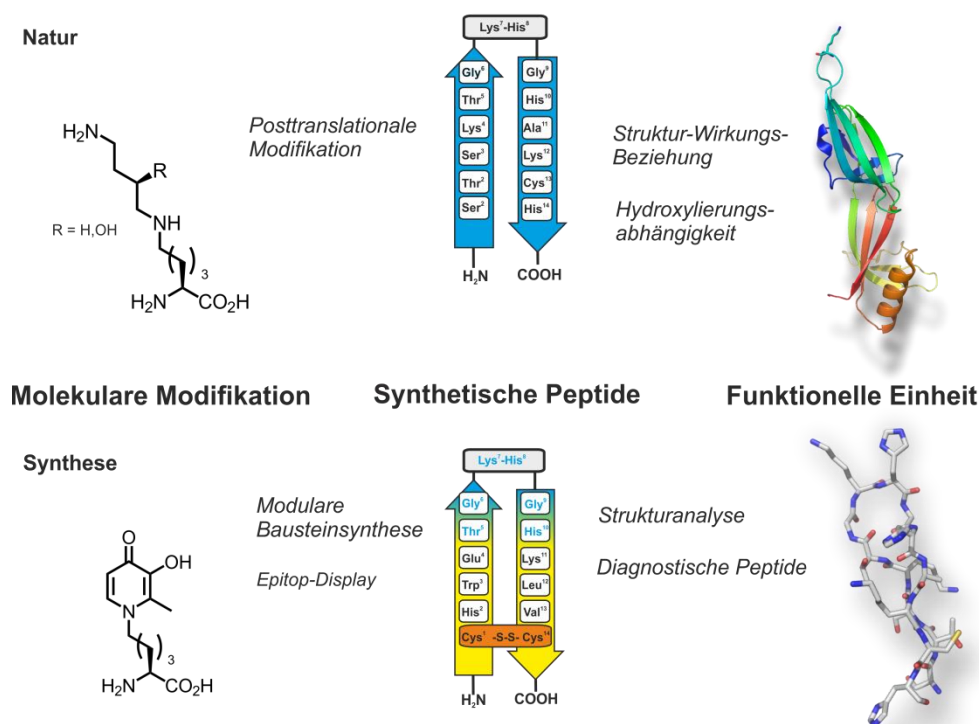 Natur
H₂N
R
NH
R = H,OH
3
H₂N
CO₂H
Posttranslationale
Modifikation
Lys⁷-His⁸
Gly⁶
Thr⁵
Lys⁴
Ser³
Thr²
Ser²
H₂N
Gly⁹
His¹⁰
Ala¹¹
Lys¹²
Cys¹³
His¹⁴
COOH
Struktur-Wirkungs-
Beziehung
Hydroxylierungs-
abhängigkeit
Molekulare Modifikation
Synthetische Peptide
Funktionelle Einheit
Synthese
O
OH
N
3
H₂N
CO₂H
Modulare
Bausteinsynthese
Epitop-Display
Lys⁷-His⁸
Gly⁶
Thr⁵
Glu⁴
Trp³
His²
Gly⁹
His¹⁰
Lys¹¹
Leu¹²
Val¹³
Cys¹ -S-S- Cys¹⁴
H₂N
COOH
Strukturanalyse
Diagnostische Peptide